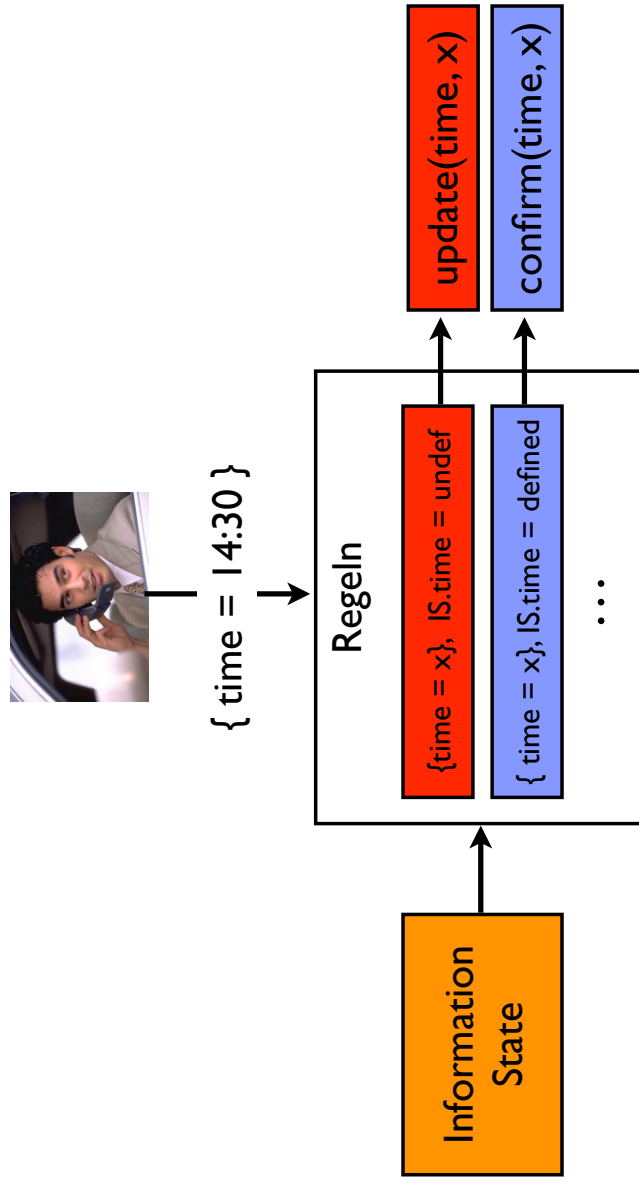 { time = 14:30 }
Information
State
Regeln
{time = x}, IS.time = undef
update(time, x)
{ time = x}, IS.time = defined
confirm(time, x)
...